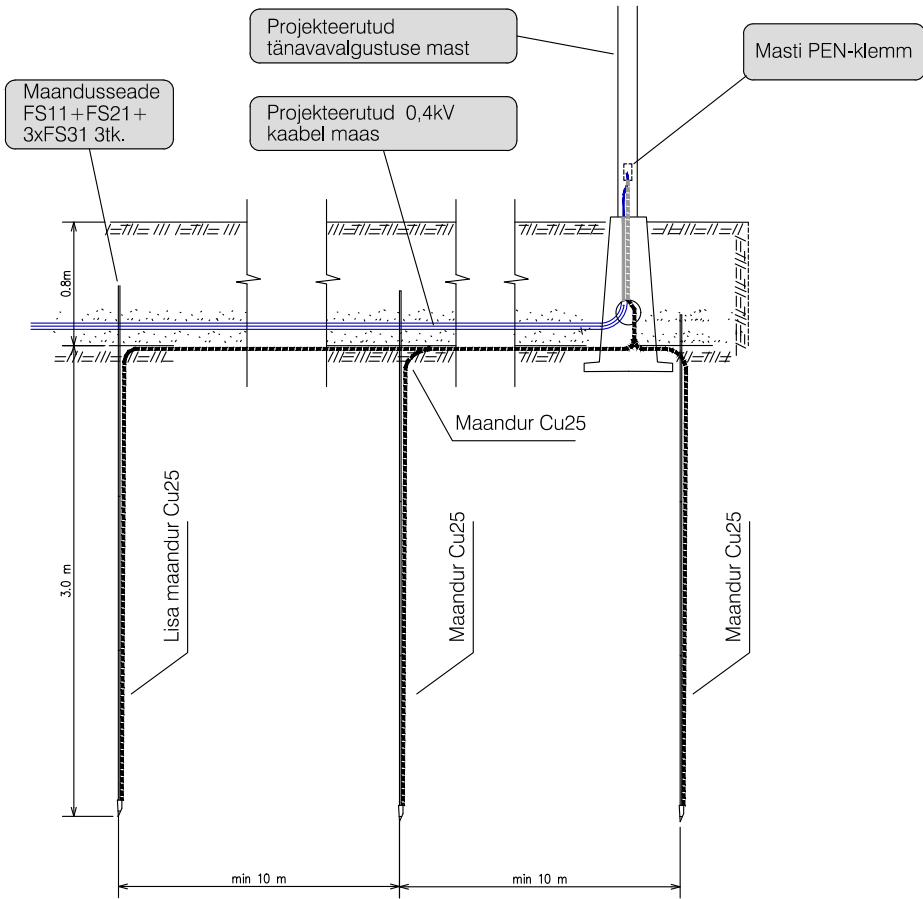 Projekteerutud
tänavavalgustuse mast
Masti PEN-klemm
Maandusseade
FS11+FS21+
3xFS31 3tk.
Projekteerutud 0,4kV
kaabel maas
0.8m
Maandur Cu25
3.0 m
Lisa maandur Cu25
Maandur Cu25
Maandur Cu25
min 10 m
min 10 m